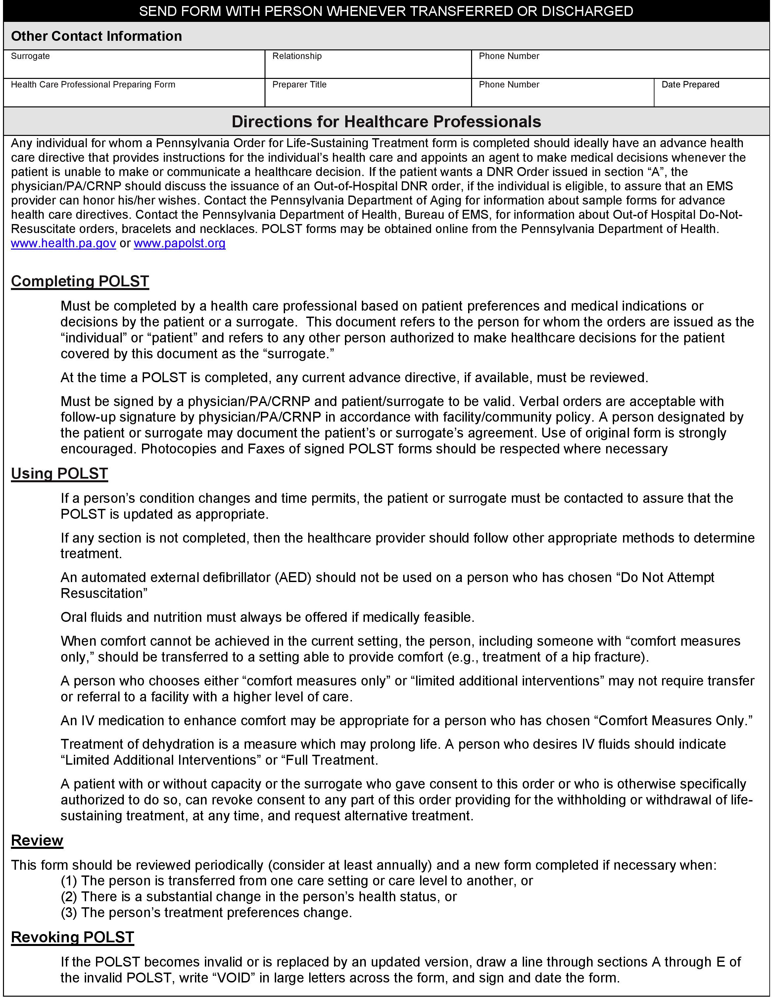 SEND FORM WITH PERSON WHENEVER TRANSFERRED OR DISCHARGED
Other Contact Information
Surrogate
Relationship
Phone Number
Health Care Professional Preparing Form
Preparer Title
Phone Number
Date Prepared
Directions for Healthcare Professionals
Any individual for whom a Pennsylvania Order for Life-Sustaining Treatment form is completed should ideally have an advance health
care directive that provides instructions for the individual’s health care and appoints an agent to make medical decisions whenever the
patient is unable to make or communicate a healthcare decision. If the patient wants a DNR Order issued in section “A”, the
physician/PA/CRNP should discuss the issuance of an Out-of-Hospital DNR order, if the individual is eligible, to assure that an EMS
provider can honor his/her wishes. Contact the Pennsylvania Department of Aging for information about sample forms for advance
health care directives. Contact the Pennsylvania Department of Health, Bureau of EMS, for information about Out-of Hospital Do-Not-
Resuscitate orders, bracelets and necklaces. POLST forms may be obtained online from the Pennsylvania Department of Health.
www.health.pa.gov or www.papolst.org
Completing POLST
Must be completed by a health care professional based on patient preferences and medical indications or
decisions by the patient or a surrogate.  This document refers to the person for whom the orders are issued as the
“individual” or “patient” and refers to any other person authorized to make healthcare decisions for the patient
covered by this document as the “surrogate.”
At the time a POLST is completed, any current advance directive, if available, must be reviewed.
Must be signed by a physician/PA/CRNP and patient/surrogate to be valid. Verbal orders are acceptable with
follow-up signature by physician/PA/CRNP in accordance with facility/community policy. A person designated by
the patient or surrogate may document the patient’s or surrogate’s agreement. Use of original form is strongly
encouraged. Photocopies and Faxes of signed POLST forms should be respected where necessary
Using POLST
If a person’s condition changes and time permits, the patient or surrogate must be contacted to assure that the
POLST is updated as appropriate.
If any section is not completed, then the healthcare provider should follow other appropriate methods to determine
treatment.
An automated external defibrillator (AED) should not be used on a person who has chosen “Do Not Attempt
Resuscitation”
Oral fluids and nutrition must always be offered if medically feasible.
When comfort cannot be achieved in the current setting, the person, including someone with “comfort measures
only,” should be transferred to a setting able to provide comfort (e.g., treatment of a hip fracture).
A person who chooses either “comfort measures only” or “limited additional interventions” may not require transfer
or referral to a facility with a higher level of care.
An IV medication to enhance comfort may be appropriate for a person who has chosen “Comfort Measures Only.”
Treatment of dehydration is a measure which may prolong life. A person who desires IV fluids should indicate
“Limited Additional Interventions” or “Full Treatment.
A patient with or without capacity or the surrogate who gave consent to this order or who is otherwise specifically
authorized to do so, can revoke consent to any part of this order providing for the withholding or withdrawal of life-
sustaining treatment, at any time, and request alternative treatment.
Review
This form should be reviewed periodically (consider at least annually) and a new form completed if necessary when:
(1) The person is transferred from one care setting or care level to another, or
(2) There is a substantial change in the person’s health status, or
(3) The person’s treatment preferences change.
Revoking POLST
If the POLST becomes invalid or is replaced by an updated version, draw a line through sections A through E of
the invalid POLST, write “VOID” in large letters across the form, and sign and date the form.